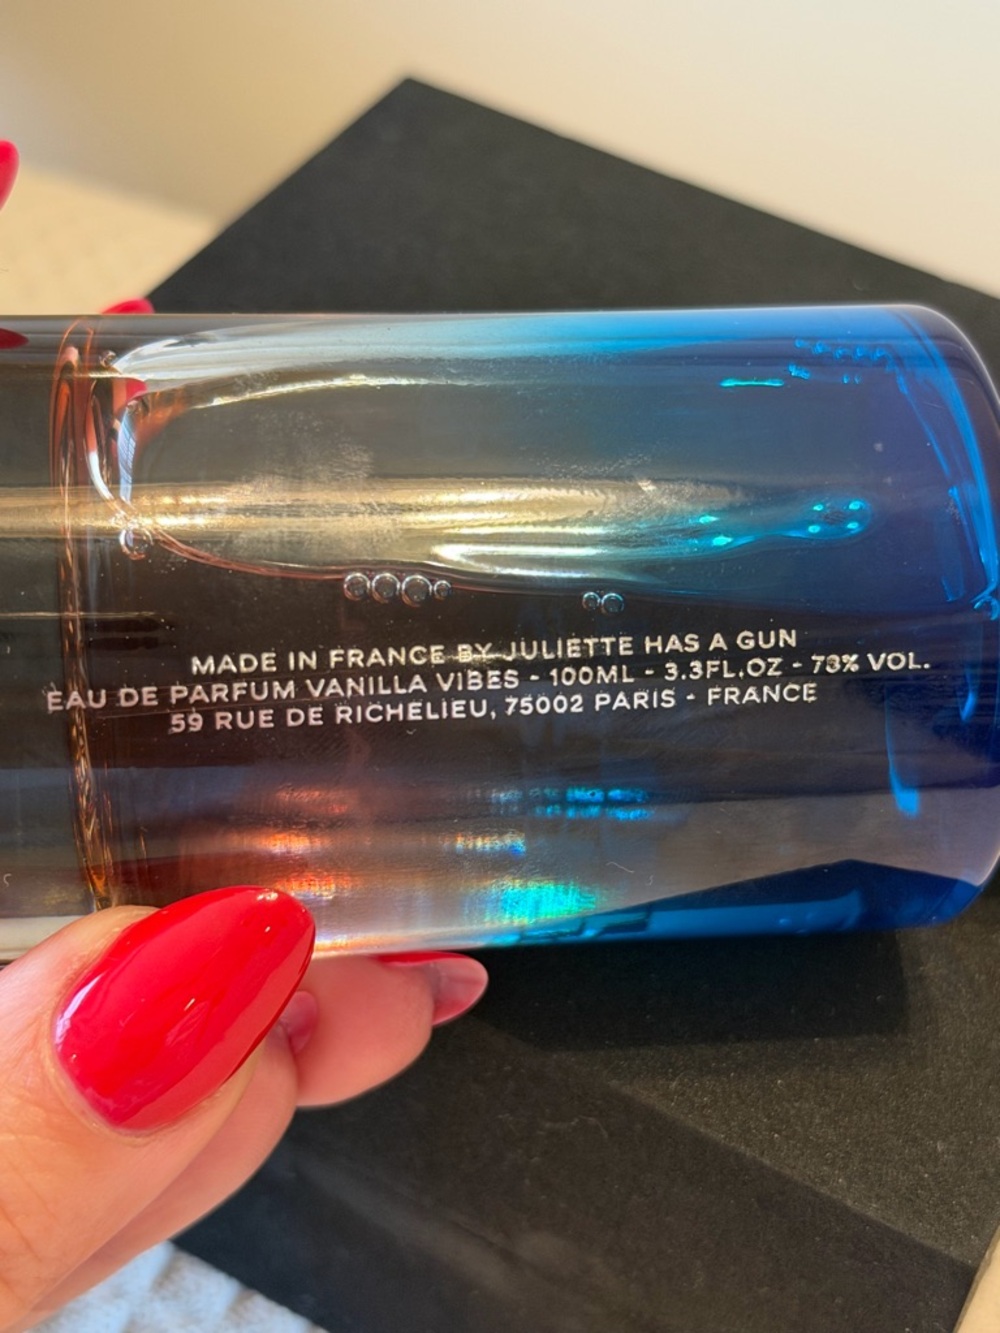 MADE IN FRANCE BY JULIETTE HAS A GUN
EAU DE PARFUM VANILLA VIBES - 100ML - 3.3FL.OZ - 78% VOL.
59 RUE DE RICHELIEU, 75002 PARIS - FRANCE